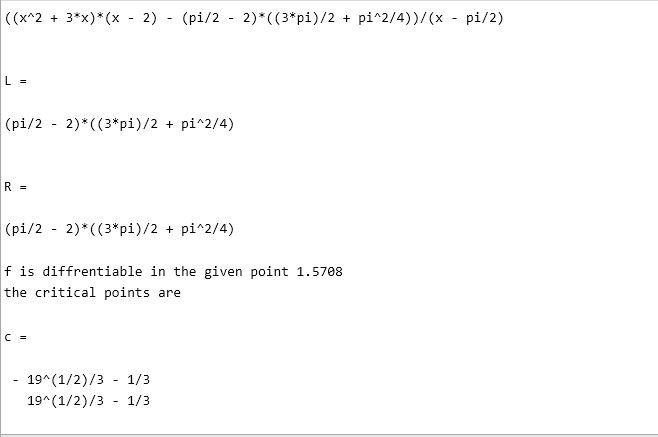 ((x^2 + 3*x)*(x - 2) - (pi/2 - 2)*((3*pi)/2 + pi^2/4))/(x - pi/2)
L =
(pi/2 - 2)*((3*pi)/2 + pi^2/4)
R =
(pi/2 - 2)*((3*pi)/2 + pi^2/4)
f is diffrentiable in the given point 1.5708
the critical points are
c =
- 19^(1/2)/3 - 1/3
19^(1/2)/3 - 1/3